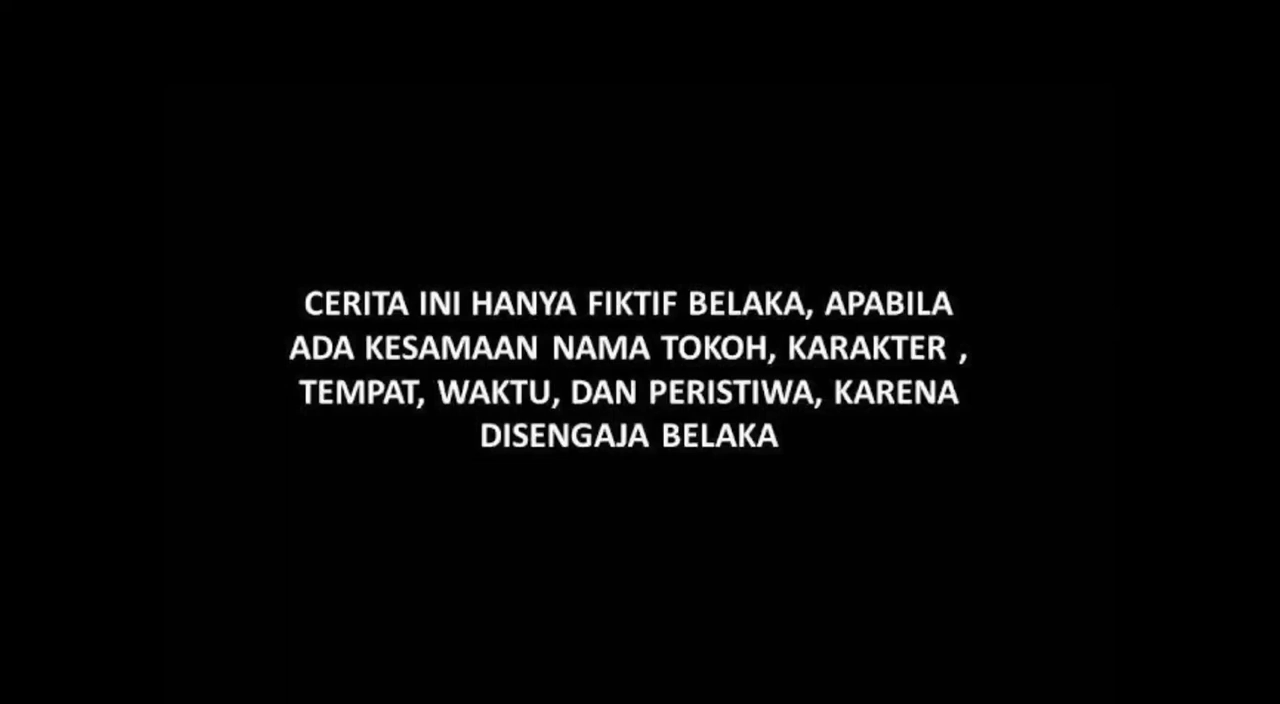 CERITA INI HANYA FIKTIF BELAKA, APABILA
ADA KESAMAAN NAMA TOKOH, KARAKTER ,
TEMPAT, WAKTU, DAN PERISTIWA, KARENA
DISENGAJA BELAKA